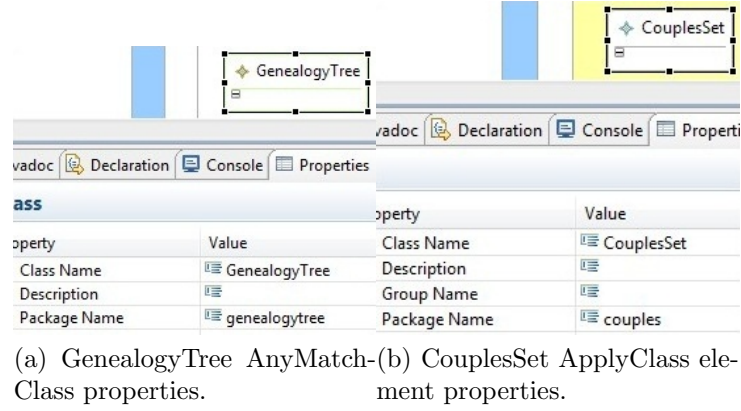 GenealogyTree
vadoc Declaration Console Properties
ass
operty Value
Class Name GenealogyTree
Description
Package Name genealogytree
(a) GenealogyTree AnyMatch-
Class properties.
CouplesSet
vadoc Declaration Console Properti
operty Value
Class Name CouplesSet
Description
Group Name
Package Name couples
(b) CouplesSet ApplyClass ele-
ment properties.